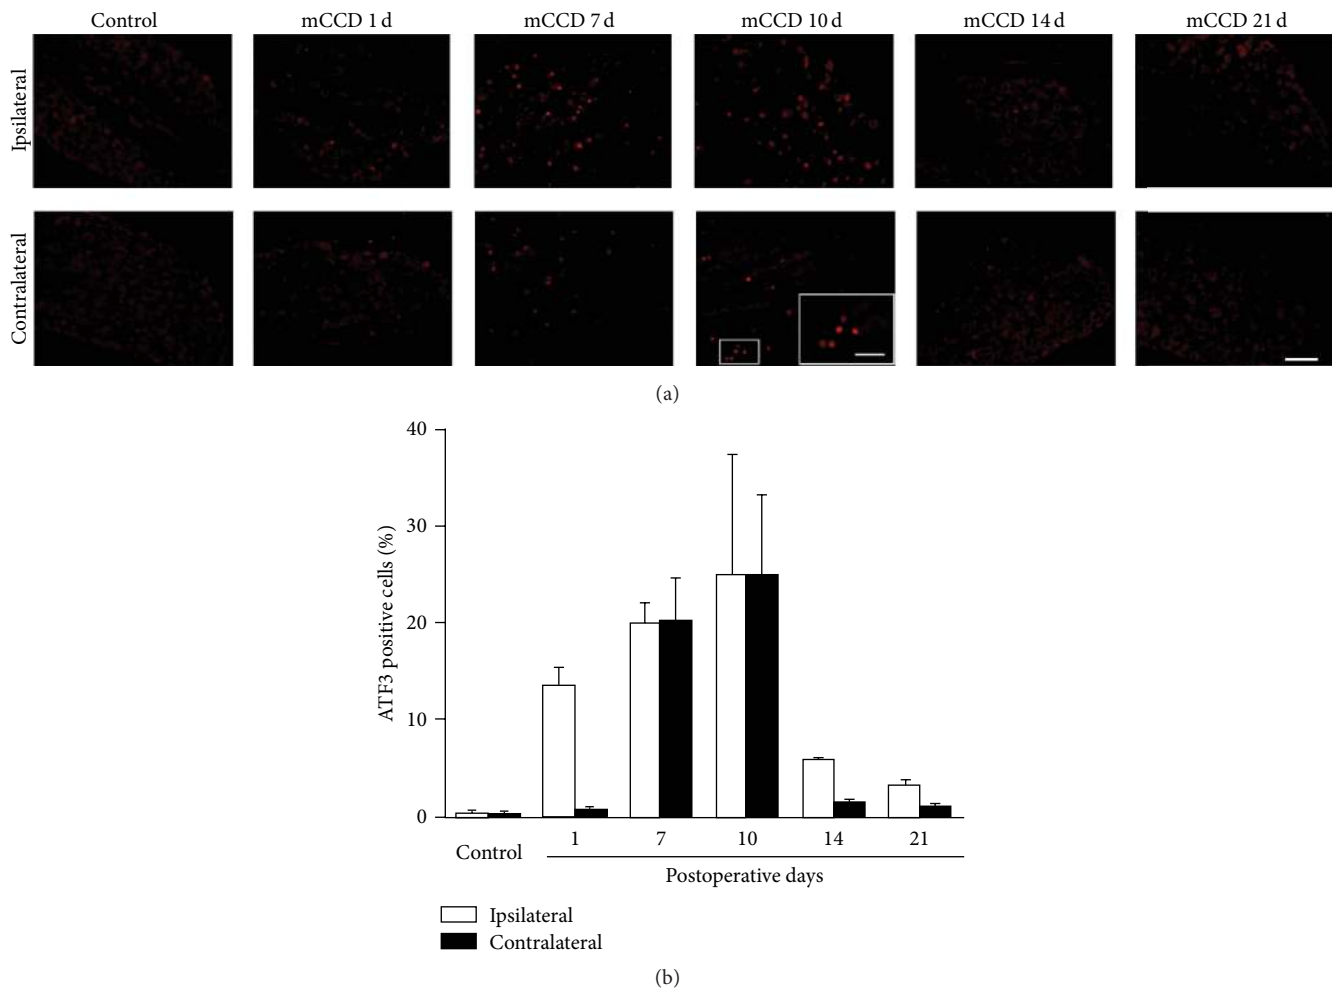 Control mCCD 1 d mCCD 7 d mCCD 10 d mCCD 14 d mCCD 21 d
Ipsilateral
Contralateral
(a)
40
30
20
10
0
ATF3 positive cells (%)
Control 1 7 10 14 21
Postoperative days
Ipsilateral
Contralateral
(b)